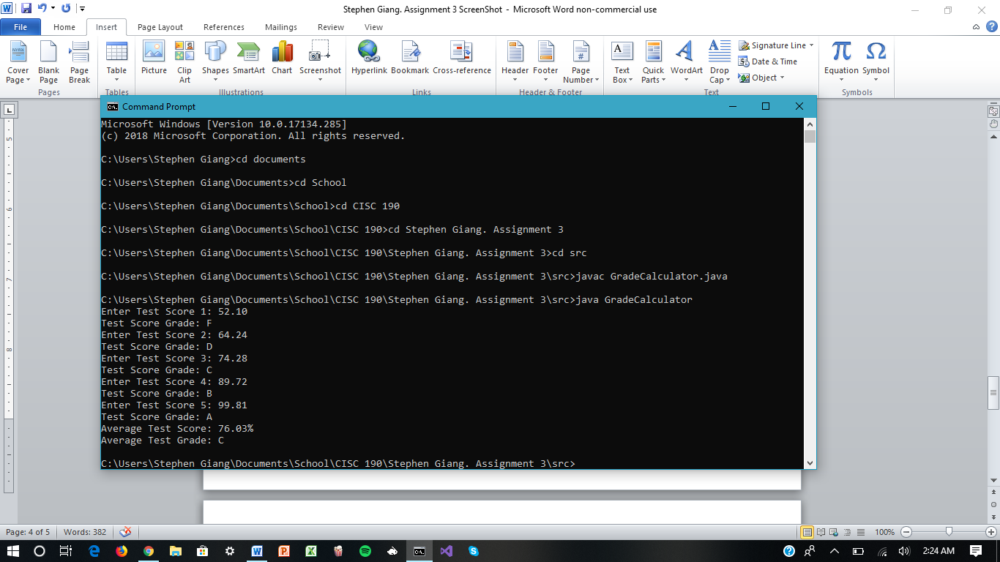 Stephen Giang. Assignment 3 ScreenShot - Microsoft Word non-commercial use
File Home Insert Page Layout References Mailings Review View
Cover Page Blank Page Page Break Table Picture Clip Art Shapes SmartArt Chart Screenshot Hyperlink Bookmark Cross-reference Header Footer Page Number Text Box Quick Parts WordArt Drop Cap Signature Line Date & Time Object Equation Symbol
Pages Tables Illustrations Links Header & Footer Text Symbols
Command Prompt
Microsoft Windows [Version 10.0.17134.285]
(c) 2018 Microsoft Corporation. All rights reserved.
C:\Users\Stephen Giang>cd documents
C:\Users\Stephen Giang\Documents>cd School
C:\Users\Stephen Giang\Documents\School>cd CISC 190
C:\Users\Stephen Giang\Documents\School\CISC 190>cd Stephen Giang. Assignment 3
C:\Users\Stephen Giang\Documents\School\CISC 190\Stephen Giang. Assignment 3>cd src
C:\Users\Stephen Giang\Documents\School\CISC 190\Stephen Giang. Assignment 3\src>javac GradeCalculator.java
C:\Users\Stephen Giang\Documents\School\CISC 190\Stephen Giang. Assignment 3\src>java GradeCalculator
Enter Test Score 1: 52.10
Test Score Grade: F
Enter Test Score 2: 64.24
Test Score Grade: D
Enter Test Score 3: 74.28
Test Score Grade: C
Enter Test Score 4: 89.72
Test Score Grade: B
Enter Test Score 5: 99.81
Test Score Grade: A
Average Test Score: 76.03%
Average Test Grade: C
C:\Users\Stephen Giang\Documents\School\CISC 190\Stephen Giang. Assignment 3\src>
5
6
7
8
Page: 4 of 5 Words: 382 100%
2:24 AM